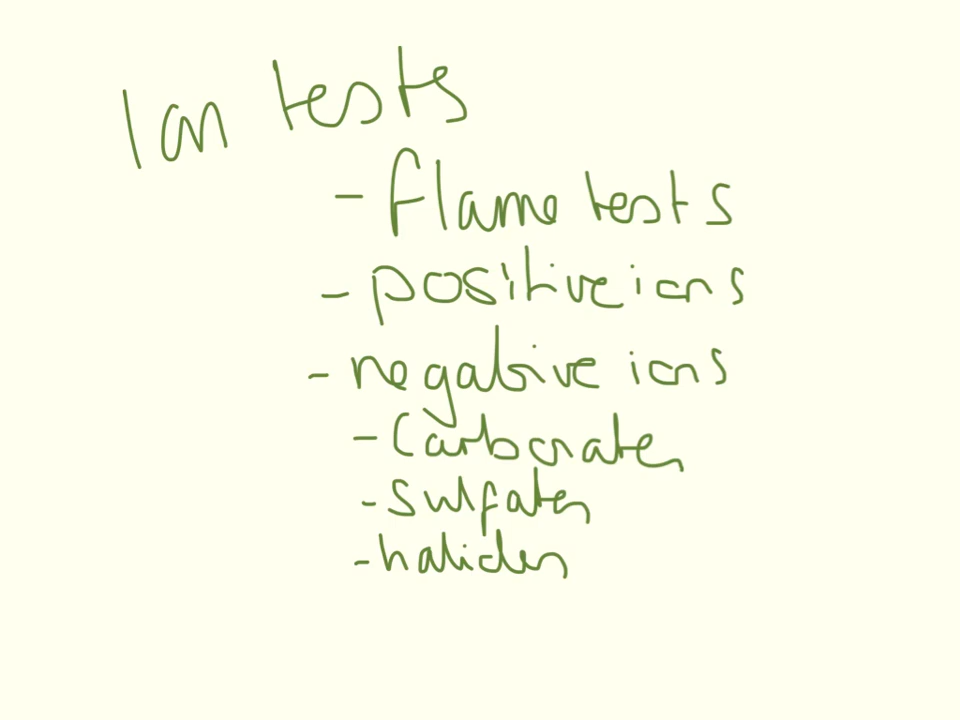 Ion tests
- flame tests
- positive ions
- negative ions
- Carbonates
- sulfates
- halides